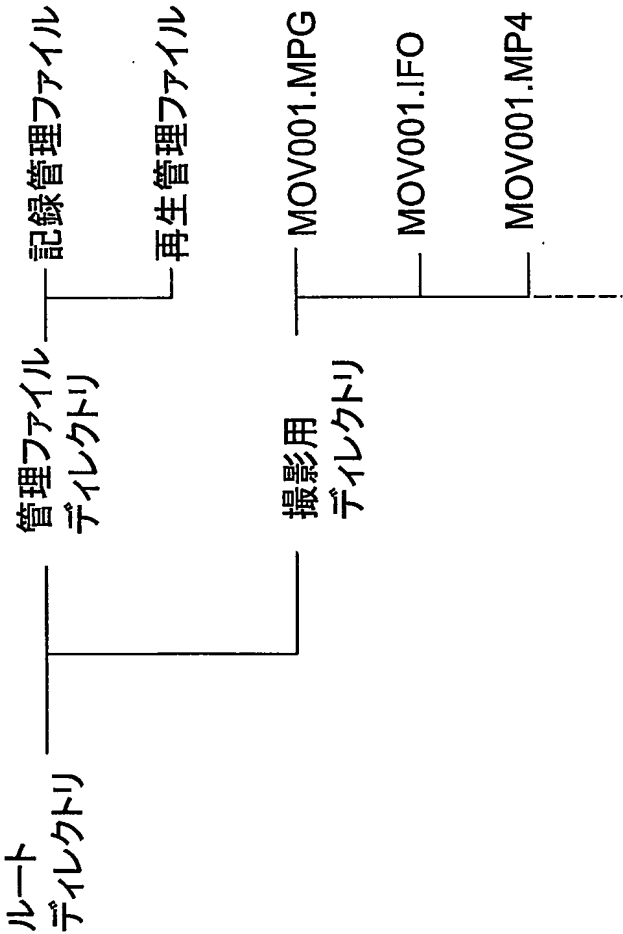 ルート
ディレクトリ
管理ファイル
ディレクトリ
記録管理ファイル
再生管理ファイル
撮影用
ディレクトリ
MOV001.MPG
MOV001.IFO
MOV001.MP4